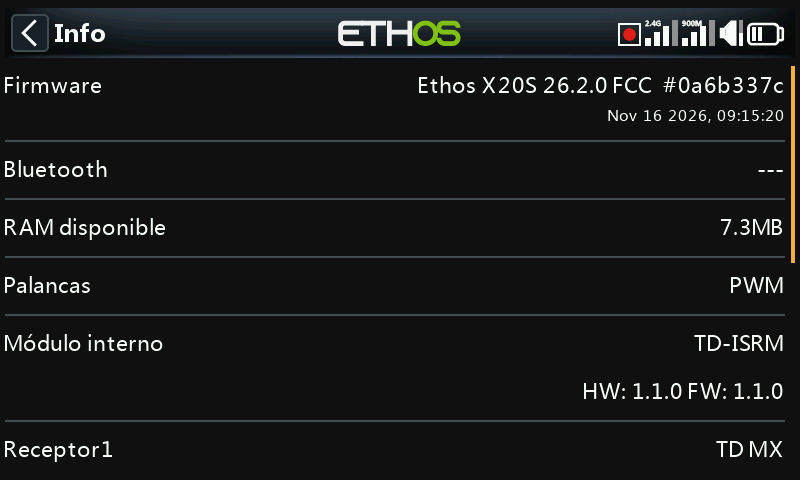 Info
ETHOS
2.4G
900M
Firmware
Ethos X20S 26.2.0 FCC #0a6b337c
Nov 16 2026, 09:15:20
Bluetooth
---
RAM disponible
7.3MB
Palancas
PWM
Módulo interno
TD-ISRM
HW: 1.1.0 FW: 1.1.0
Receptor1
TD MX